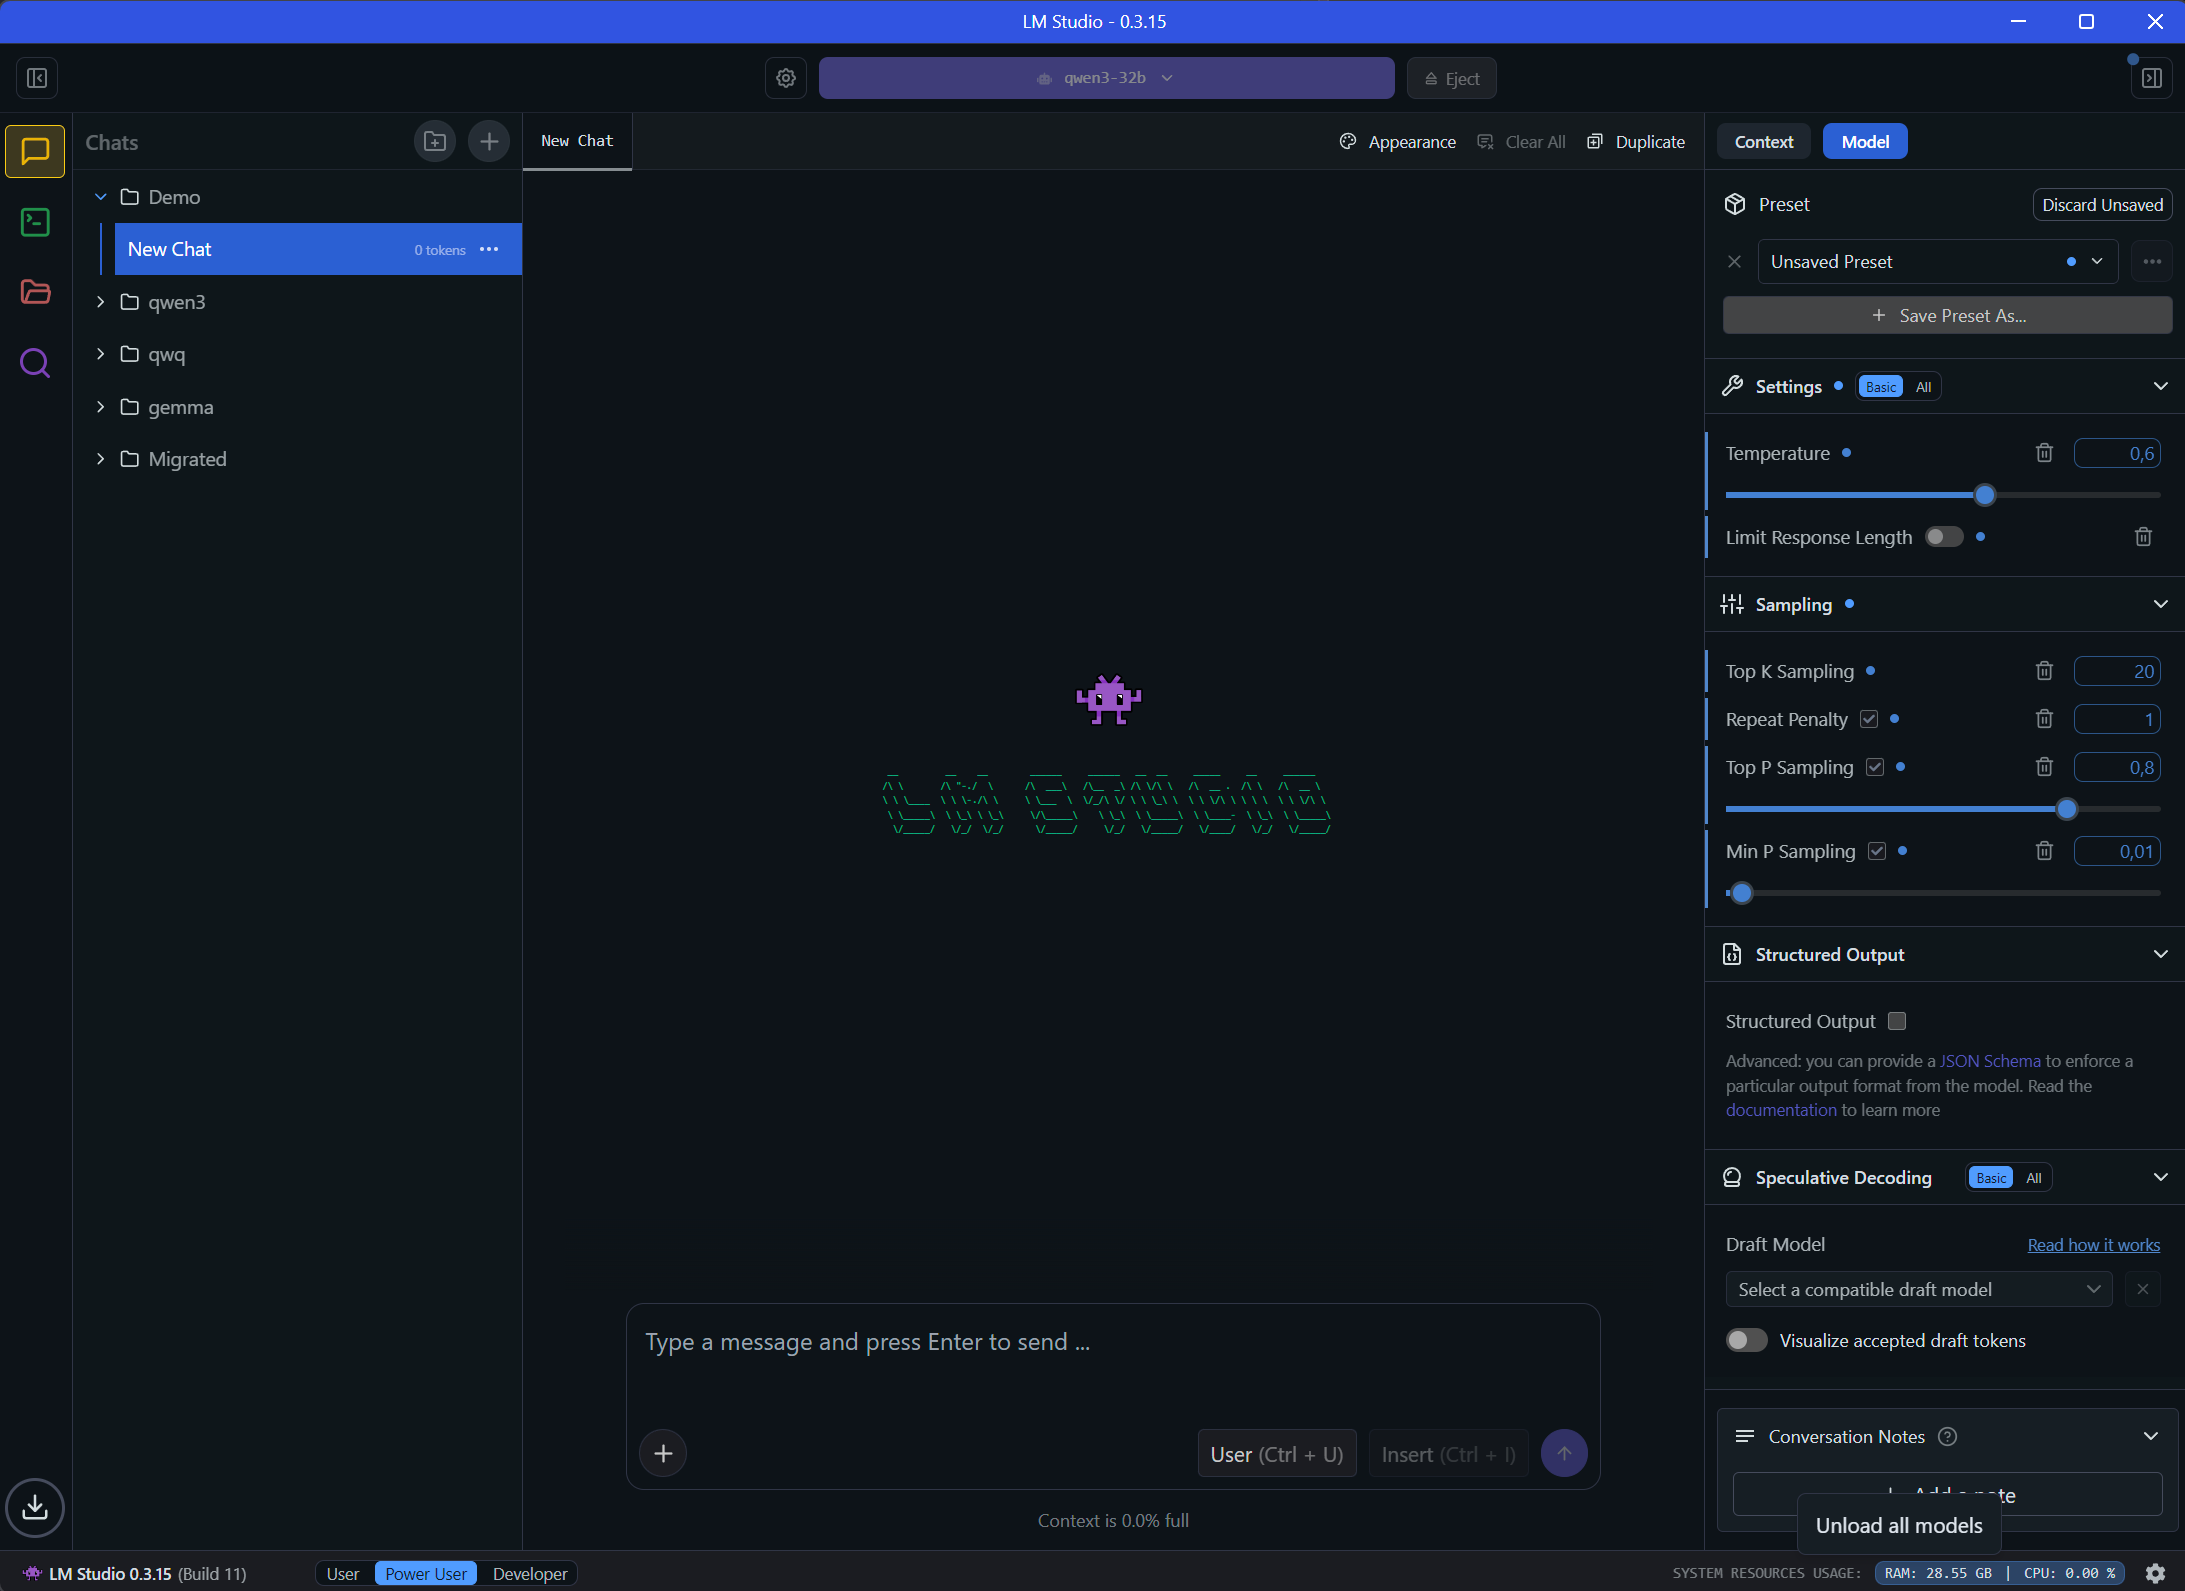 LM Studio - 0.3.15
qwen3-32b
Eject
Chats
New Chat
Appearance
Clear All
Duplicate
Context
Model
Demo
New Chat
0 tokens
qwen3
qwq
gemma
Migrated
LM STUDIO
Type a message and press Enter to send ...
User (Ctrl + U)
Insert (Ctrl + I)
Context is 0.0% full
Preset
Discard Unsaved
Unsaved Preset
Save Preset As...
Settings
Basic
All
Temperature
0,6
Limit Response Length
Sampling
Top K Sampling
20
Repeat Penalty
1
Top P Sampling
0,8
Min P Sampling
0,01
Structured Output
Structured Output
Advanced: you can provide a JSON Schema to enforce a
particular output format from the model. Read the
documentation to learn more
Speculative Decoding
Basic
All
Draft Model
Read how it works
Select a compatible draft model
Visualize accepted draft tokens
Conversation Notes
Add a note
Unload all models
LM Studio 0.3.15 (Build 11)
User
Power User
Developer
SYSTEM RESOURCES USAGE:
RAM: 28.55 GB | CPU: 0.00 %